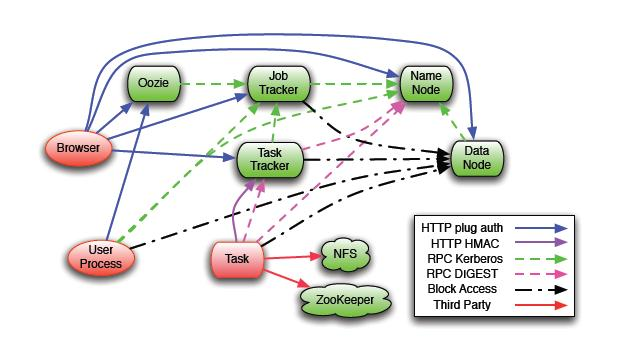 Oozie
Job
Tracker
Name
Node
Browser
Task
Tracker
Data
Node
User
Process
Task
NFS
ZooKeeper
HTTP plug auth
HTTP HMAC
RPC Kerberos
RPC DIGEST
Block Access
Third Party